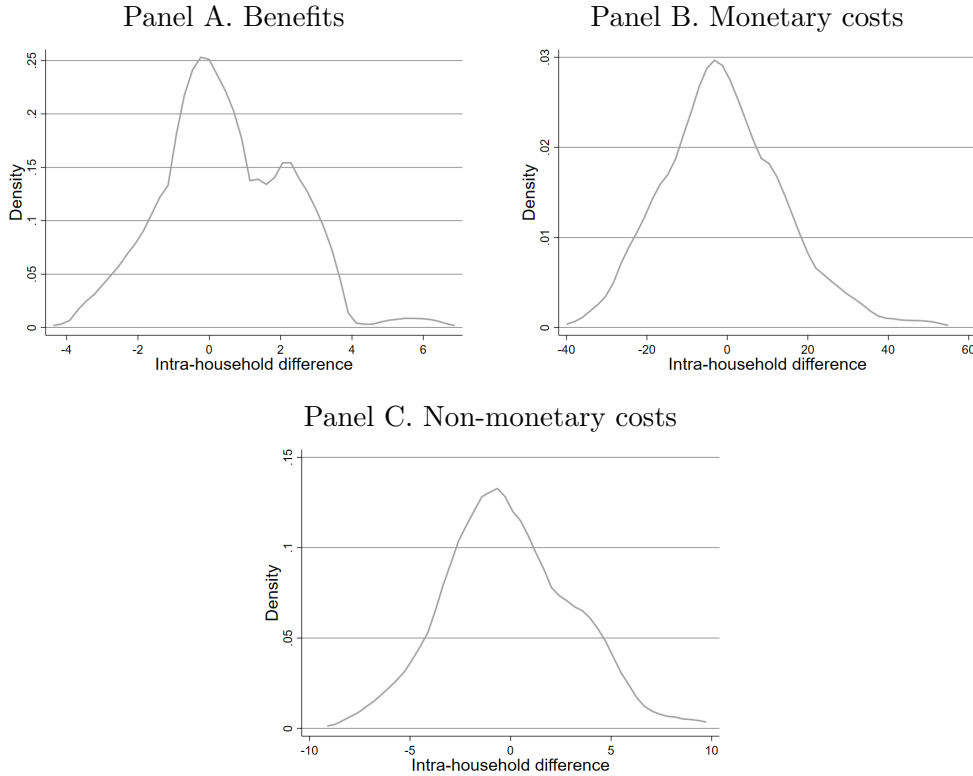 Panel A. Benefits
Density
0 .05 .1 .15 .2 .25
-4 -2 0 2 4 6
Intra-household difference
Panel B. Monetary costs
Density
0 .01 .02 .03
-40 -20 0 20 40 60
Intra-household difference
Panel C. Non-monetary costs
Density
0 .05 .1 .15
-10 -5 0 5 10
Intra-household difference